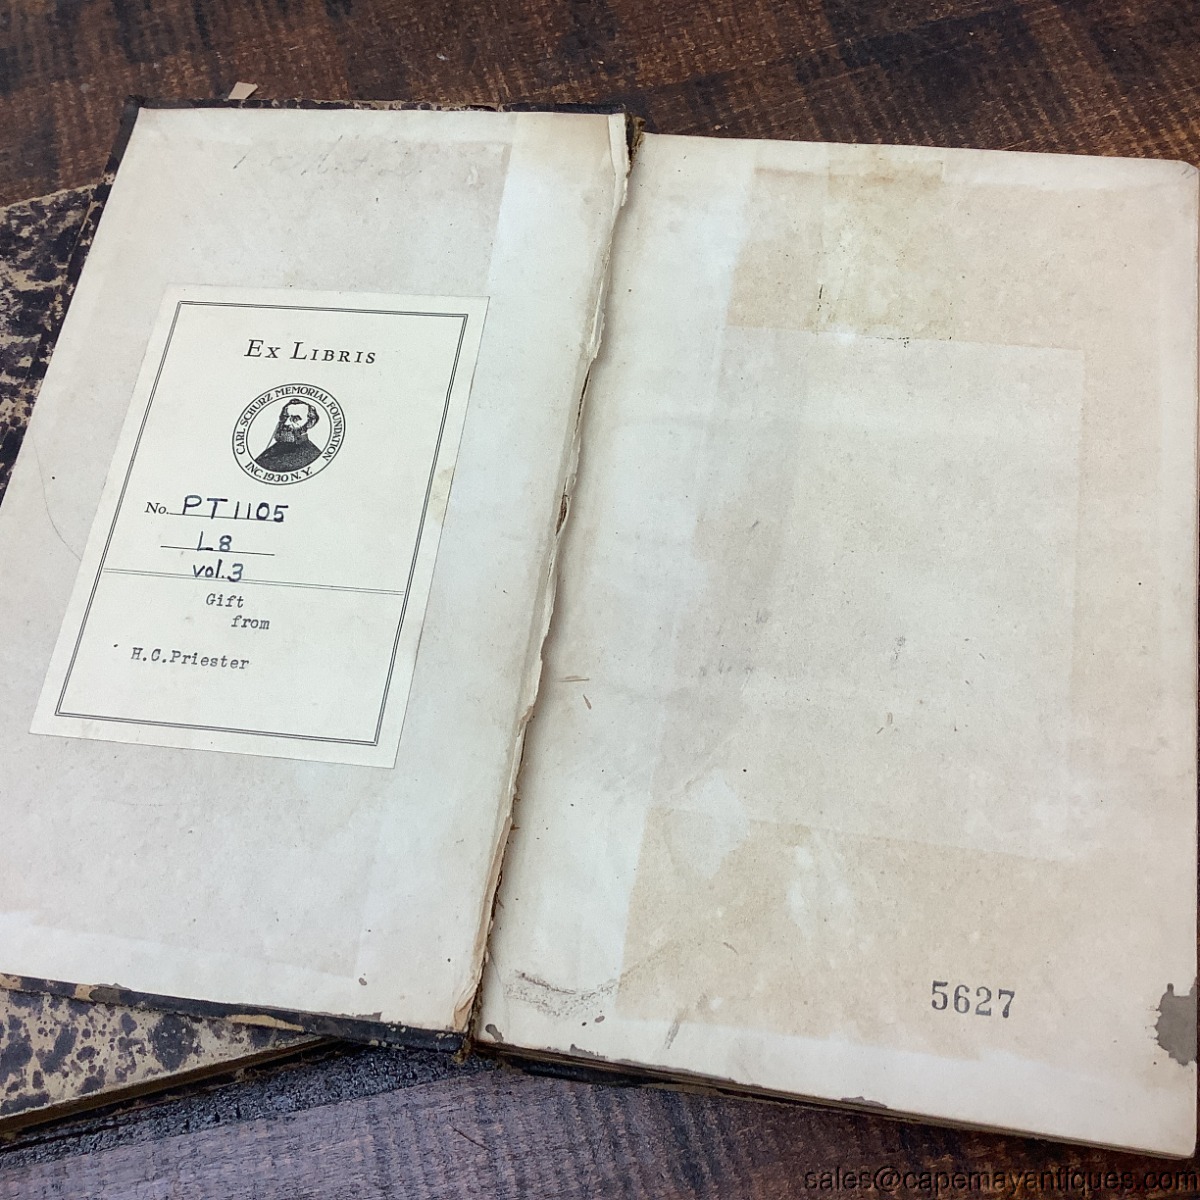 Ex Libris
CARL SCHURZ MEMORIAL FOUNDATION
INC. 1930 N. Y.
No. PT1105
L8
vol.3
Gift
from
H.C.Priester
5627
sales@capemayantiques.com